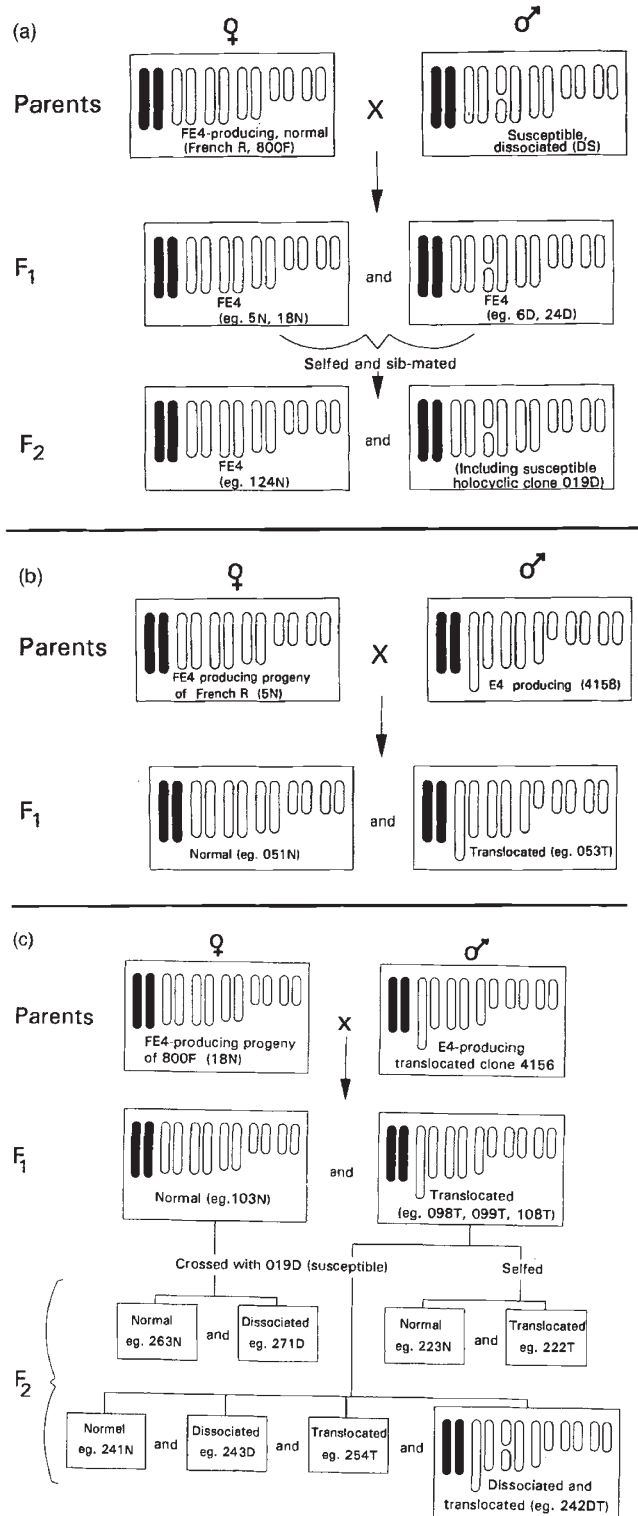 (a)
♀
♂
Parents
FE4-producing, normal
(French R, 800F)
X
Susceptible,
dissociated (DS)
F1
FE4
(eg. 5N, 18N)
and
FE4
(eg. 6D, 24D)
Selfed and sib-mated
F2
FE4
(eg. 124N)
and
(Including susceptible
holocyclic clone 019D)
(b)
♀
♂
Parents
FE4 producing progeny
of French R (5N)
X
E4 producing (4158)
F1
Normal (eg. 051N)
and
Translocated (eg. 053T)
(c)
♀
♂
Parents
FE4-producing progeny
of 800F (18N)
x
E4-producing
translocated clone 4156
F1
Normal (eg.103N)
and
Translocated
(eg. 098T, 099T, 108T)
Crossed with 019D (susceptible)
Selfed
F2
Normal
eg. 263N
and
Dissociated
eg. 271D
Normal
eg. 223N
and
Translocated
eg. 222T
Normel
eg. 241N
and
Dissociated
eg. 243D
and
Translocated
eg. 254T
and
Dissociated and
translocated (eg. 242DT)